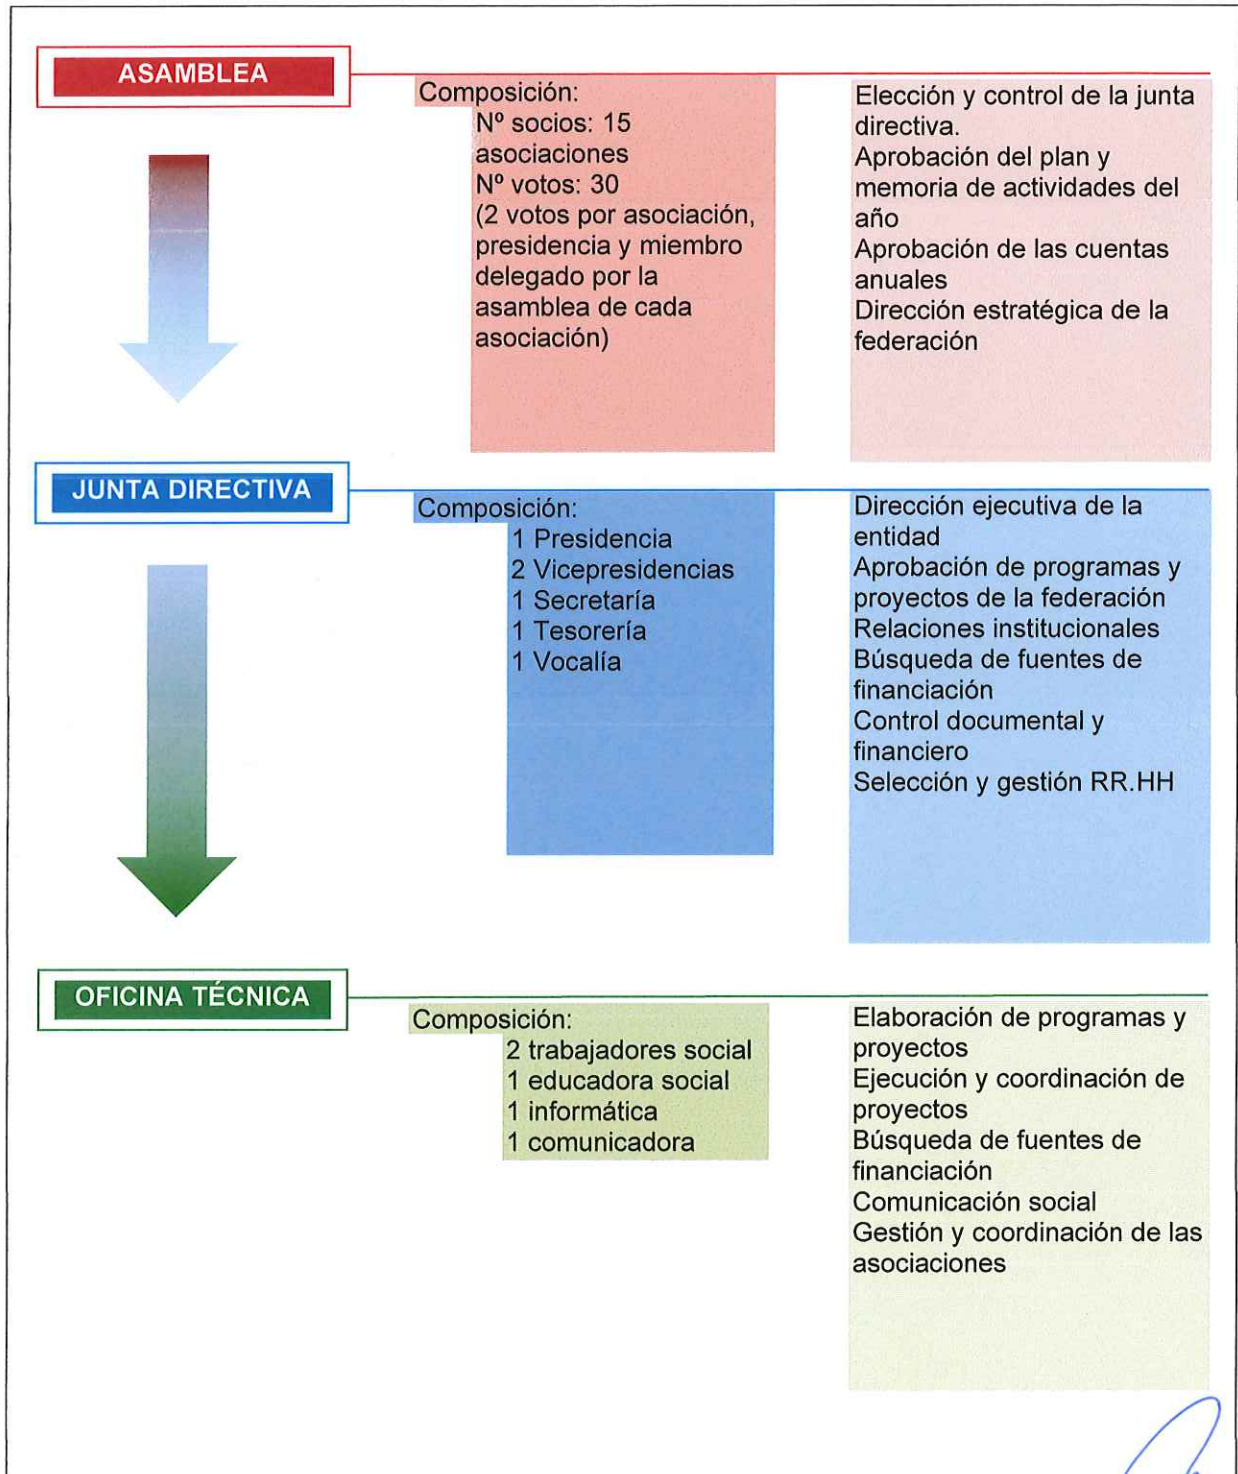 ASAMBLEA
Composición:
Nº socios: 15
asociaciones
Nº votos: 30
(2 votos por asociación,
presidencia y miembro
delegado por la
asamblea de cada
asociación)
Elección y control de la junta
directiva.
Aprobación del plan y
memoria de actividades del
año
Aprobación de las cuentas
anuales
Dirección estratégica de la
federación
JUNTA DIRECTIVA
Composición:
1 Presidencia
2 Vicepresidencias
1 Secretaría
1 Tesorería
1 Vocalía
Dirección ejecutiva de la
entidad
Aprobación de programas y
proyectos de la federación
Relaciones institucionales
Búsqueda de fuentes de
financiación
Control documental y
financiero
Selección y gestión RR.HH
OFICINA TÉCNICA
Composición:
2 trabajadores social
1 educadora social
1 informática
1 comunicadora
Elaboración de programas y
proyectos
Ejecución y coordinación de
proyectos
Búsqueda de fuentes de
financiación
Comunicación social
Gestión y coordinación de las
asociaciones